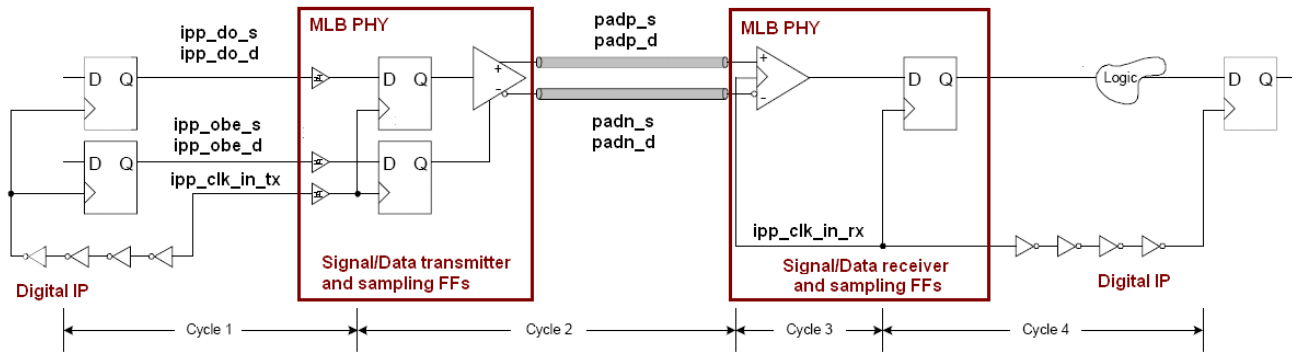 ipp_do_s
ipp_do_d
MLB PHY
padp_s
padp_d
MLB PHY
D Q
D Q
+
-
+
-
D Q
Logic
D Q
ipp_obe_s
ipp_obe_d
padn_s
padn_d
D Q
D Q
ipp_clk_in_tx
ipp_clk_in_rx
Digital IP
Signal/Data transmitter
and sampling FFs
Signal/Data receiver
and sampling FFs
Digital IP
Cycle 1
Cycle 2
Cycle 3
Cycle 4